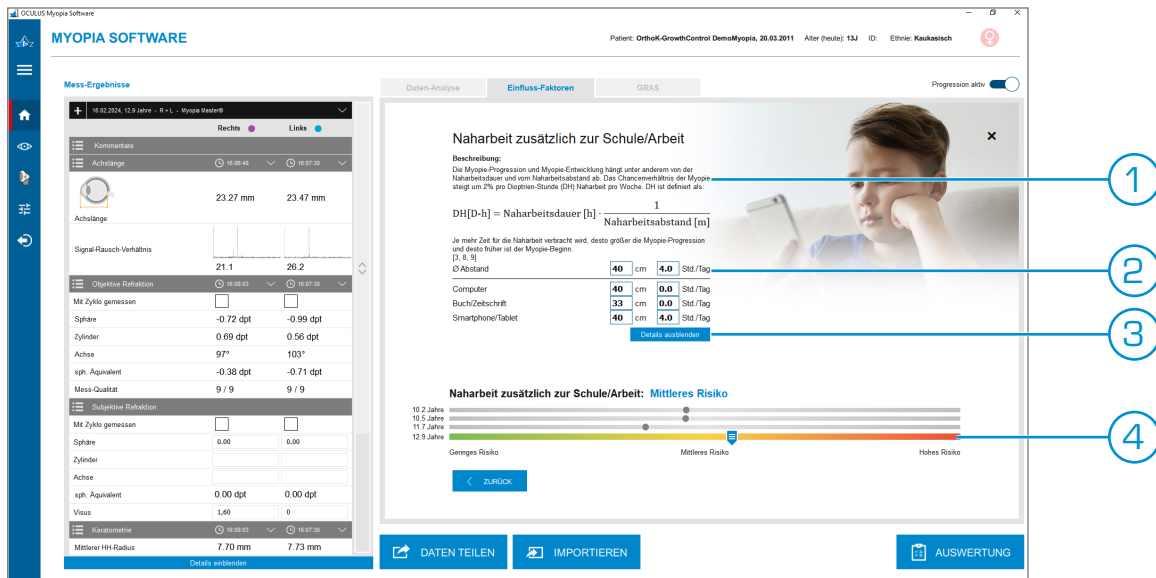 OCULUS Myopia Software
MYOPIA SOFTWARE
Patient: OrthoK-GrowthControl DemoMyopia, 20.03.2011 Alter (heute): 13J ID: Ethnie: Kaukasisch
Mess-Ergebnisse
Daten-Analyse Einfluss-Faktoren GRAS
Progression aktiv
16.02.2024, 12.9 Jahre - R + L - Myopia Master®
Rechts Links
Kommentare
Achslänge 16:06:48 16:07:30
23.27 mm 23.47 mm
Achslänge
Signal-Rausch-Verhältnis
21.1 26.2
Objektive Refraktion 16:08:03 16:07:30
Mit Zyklo gemessen
Sphäre -0.72 dpt -0.99 dpt
Zylinder 0.69 dpt 0.56 dpt
Achse 97° 103°
sph. Äquivalent -0.38 dpt -0.71 dpt
Mess-Qualität 9 / 9 9 / 9
Subjektive Refraktion
Mit Zyklo gemessen
Sphäre 0.00 0.00
Zylinder
Achse
sph. Äquivalent 0.00 dpt 0.00 dpt
Visus 1,60 0
Keratometrie 16:08:03 16:07:30
Mittlerer HH-Radius 7.70 mm 7.73 mm
Details einblenden
Naharbeit zusätzlich zur Schule/Arbeit
Beschreibung:
Die Myopie-Progression und Myopie-Entwicklung hängt unter anderem von der
Naharbeitsdauer und vom Naharbeitsabstand ab. Das Chancenverhältnis der Myopie
steigt um 2% pro Dioptrien-Stunde (DH) Naharbeit pro Woche. DH ist definiert als:
DH[D-h] = Naharbeitsdauer [h] · 1
Naharbeitsabstand [m]
Je mehr Zeit für die Naharbeit verbracht wird, desto größer die Myopie-Progression
und desto früher ist der Myopie-Beginn.
[3, 8, 9]
Ø Abstand 40 cm 4.0 Std./Tag
Computer 40 cm 0.0 Std./Tag
Buch/Zeitschrift 33 cm 0.0 Std./Tag
Smartphone/Tablet 40 cm 4.0 Std./Tag
Details ausblenden
Naharbeit zusätzlich zur Schule/Arbeit: Mittleres Risiko
10.2 Jahre
10.5 Jahre
11.7 Jahre
12.9 Jahre
Geringes Risiko Mittleres Risiko Hohes Risiko
ZURÜCK
DATEN TEILEN IMPORTIEREN AUSWERTUNG
1
2
3
4